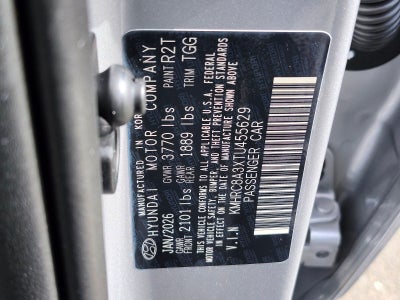 MANUFACTURED IN KOR
HYUNDAI MOTOR COMPANY
JAN/2026 GVWR 3770 lbs PAINT R2T
GAWR FRONT 2101 lbs GAWR REAR 1889 lbs TRIM TGG
THIS VEHICLE CONFORMS TO ALL APPLICABLE U.S.A. FEDERAL
MOTOR VEHICLE SAFETY, BUMPER, AND THEFT PREVENTION STANDARDS
IN EFFECT ON THE DATE OF MANUFACTURE SHOWN ABOVE
V.I.N KMHRC8A3XTU455629
PASSENGER CAR